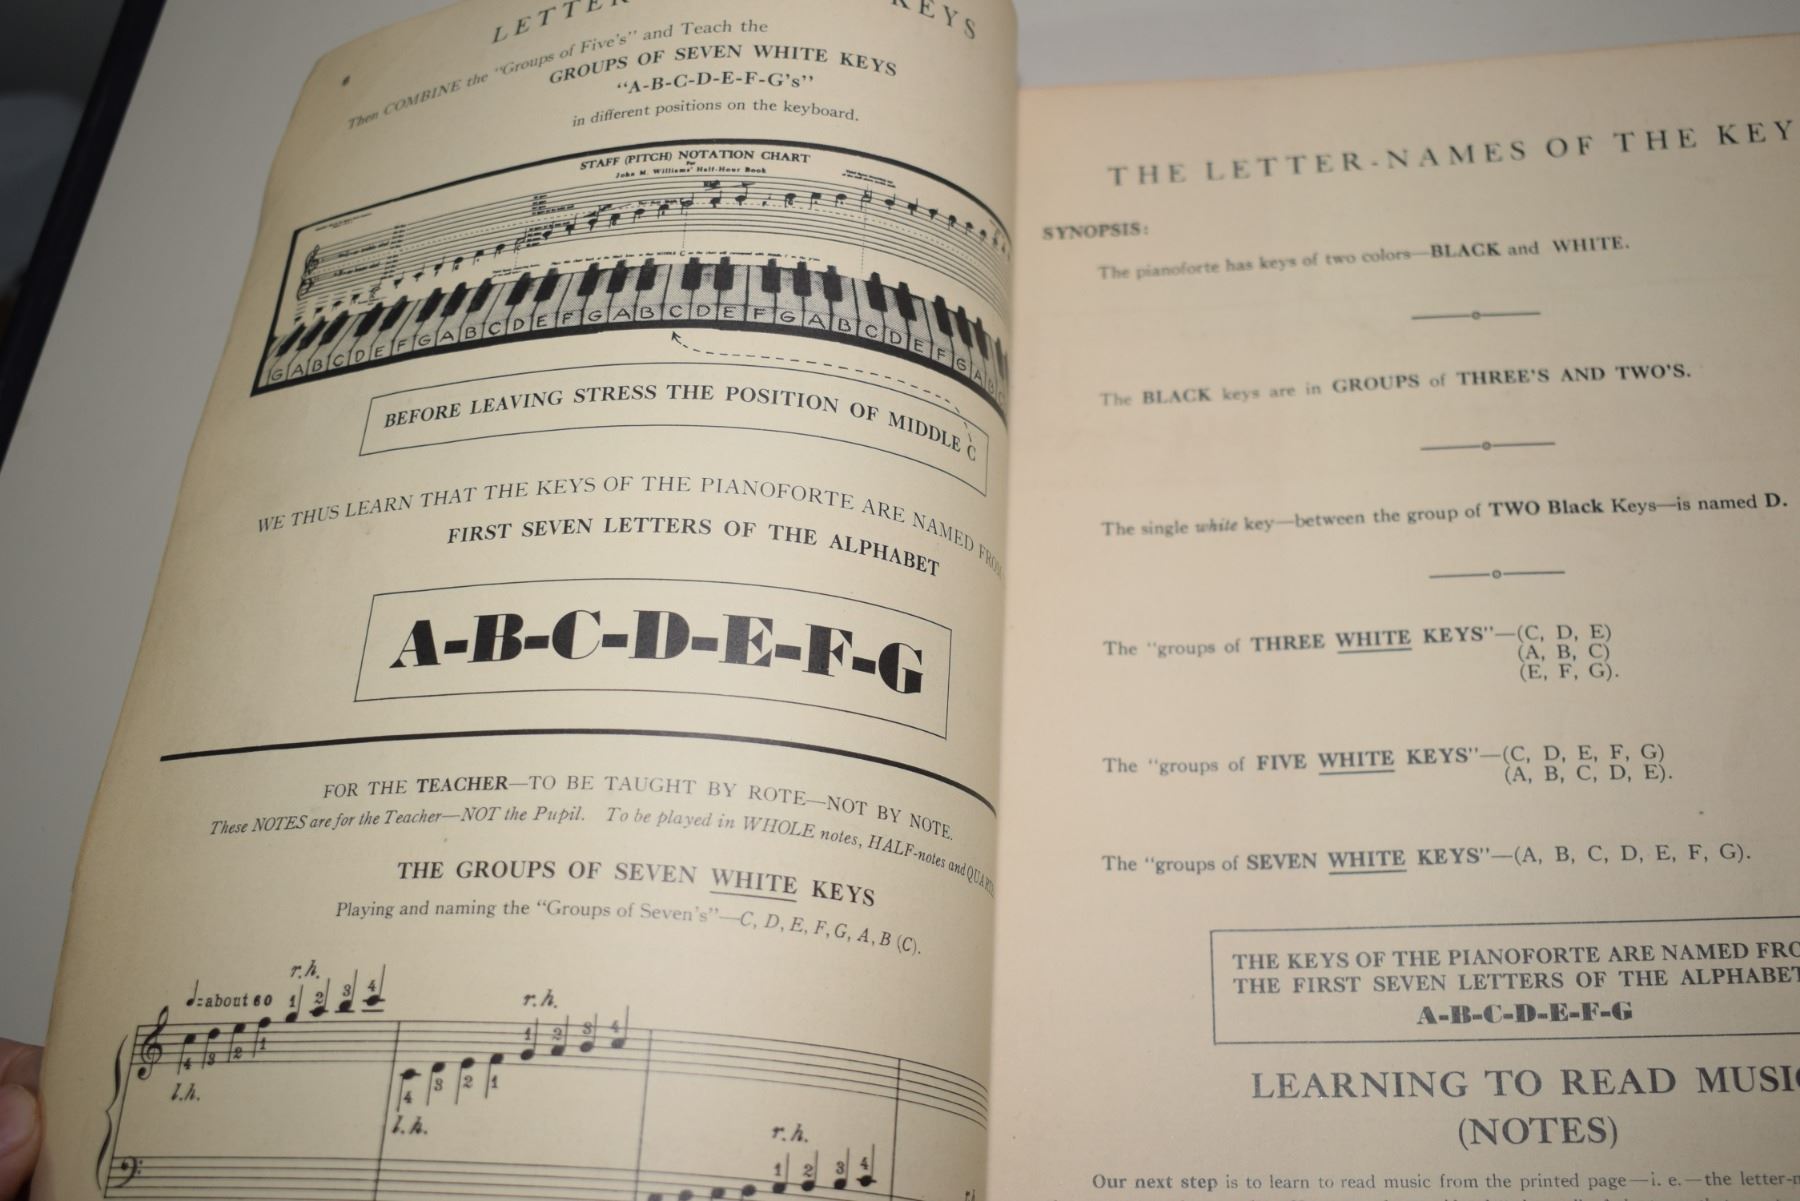 LETTER KEYS
Then COMBINE the "Groups of Five's" and Teach the
GROUPS OF SEVEN WHITE KEYS
"A-B-C-D-E-F-G's"
in different positions on the keyboard.
STAFF (PITCH) NOTATION CHART
For
John M. Williams' Half-Hour Book
G A B C D E F G A B C D E F G A B C D E F G A B C D E F G A B C
BEFORE LEAVING STRESS THE POSITION OF MIDDLE C
WE THUS LEARN THAT THE KEYS OF THE PIANOFORTE ARE NAMED FROM
FIRST SEVEN LETTERS OF THE ALPHABET
A-B-C-D-E-F-G
FOR THE TEACHER—TO BE TAUGHT BY ROTE—NOT BY NOTE.
These NOTES are for the Teacher—NOT the Pupil. To be played in WHOLE notes, HALF-notes and QUAR
THE GROUPS OF SEVEN WHITE KEYS
Playing and naming the "Groups of Seven's"—C, D, E, F, G, A, B (C).
♩=about 60
r.h.
1 2 3 4
4 3 2 1
l.h.
r.h.
1 2 3 4
4 3 2 1
l.h.
r.h.
1 2 3 4
THE LETTER-NAMES OF THE KEY
SYNOPSIS:
The pianoforte has keys of two colors—BLACK and WHITE.
The BLACK keys are in GROUPS of THREE'S AND TWO'S.
The single white key—between the group of TWO Black Keys—is named D.
The "groups of THREE WHITE KEYS"—(C, D, E)
(A, B, C)
(E, F, G).
The "groups of FIVE WHITE KEYS"—(C, D, E, F, G)
(A, B, C, D, E).
The "groups of SEVEN WHITE KEYS"—(A, B, C, D, E, F, G).
THE KEYS OF THE PIANOFORTE ARE NAMED FRO
THE FIRST SEVEN LETTERS OF THE ALPHABET
A-B-C-D-E-F-G
LEARNING TO READ MUSIC
(NOTES)
Our next step is to learn to read music from the printed page—i. e.—the letter-n